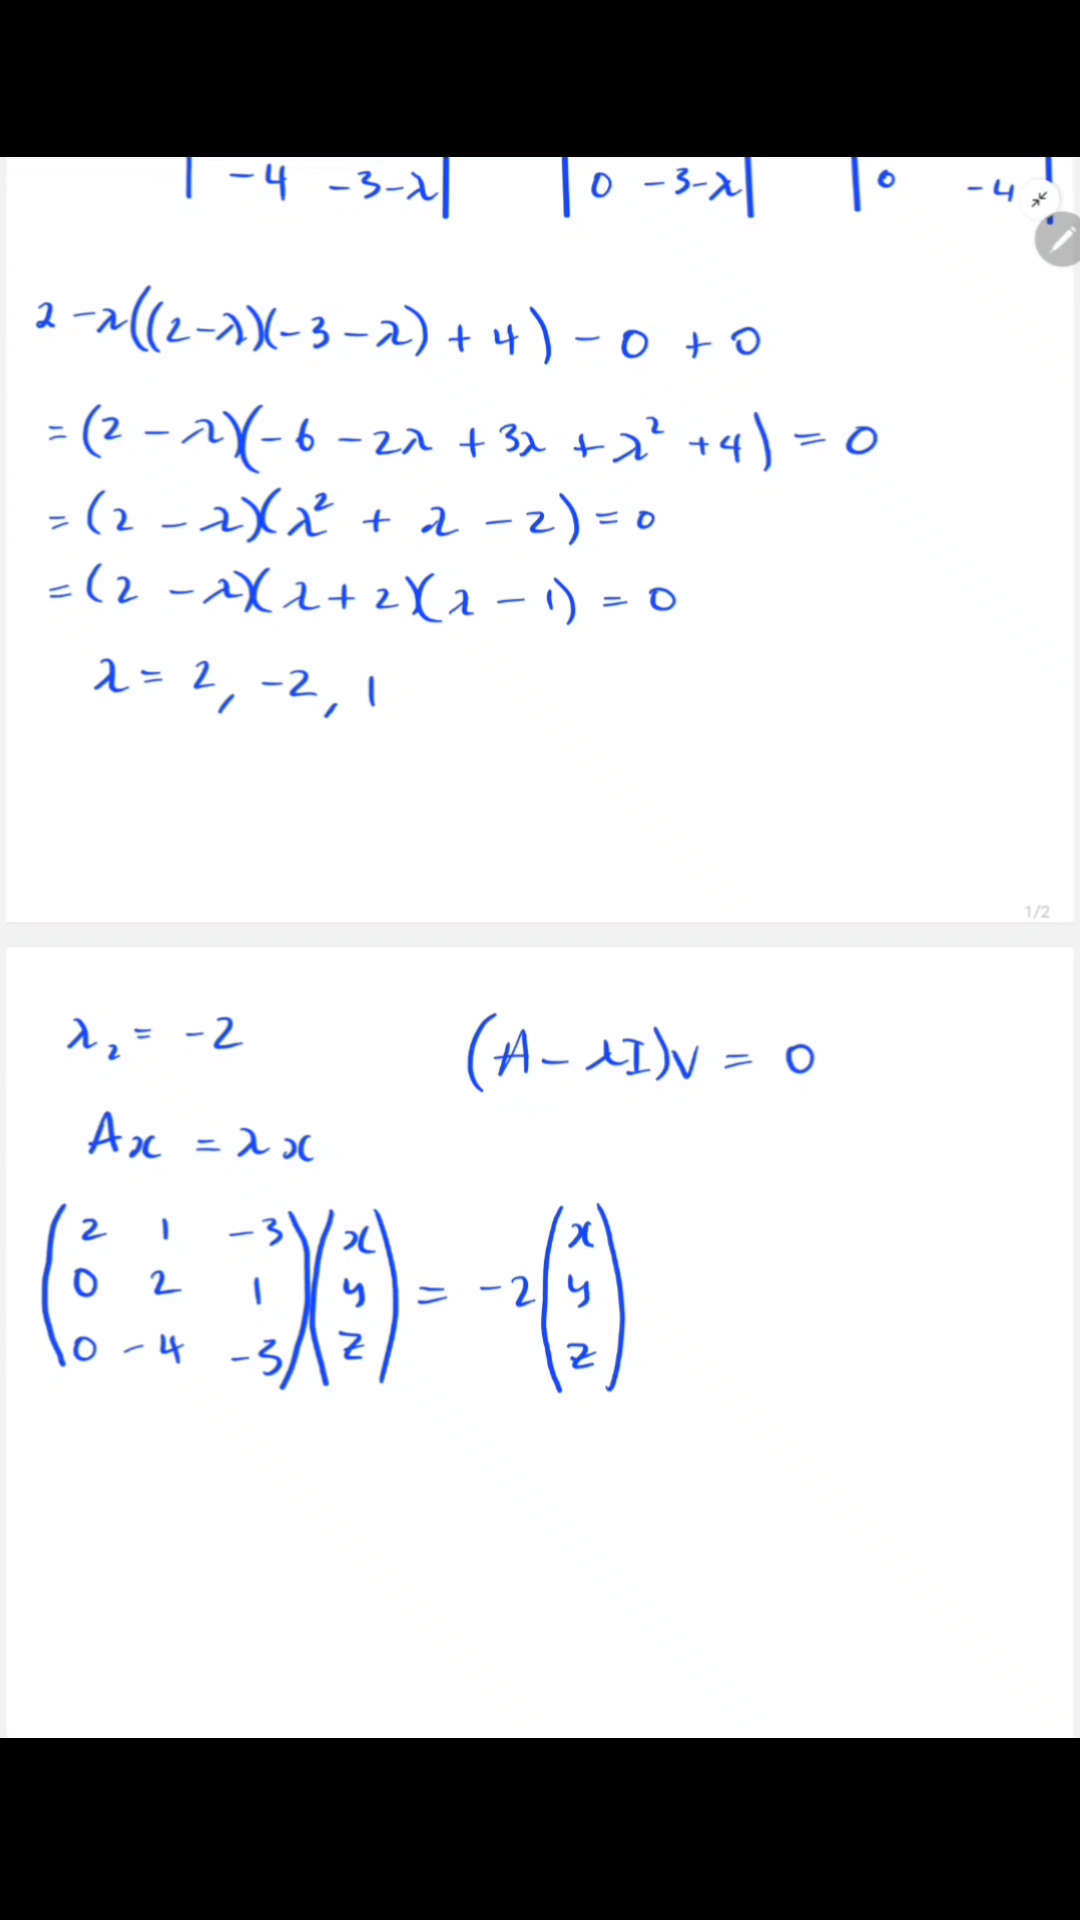 | -4 -3-λ| |0 -3-λ| |0 -4|
2-λ((2-λ)(-3-λ)+4) - 0 + 0
= (2-λ)(-6-2λ+3λ+λ²+4) = 0
= (2-λ)(λ²+λ-2) = 0
= (2-λ)(λ+2)(λ-1) = 0
λ = 2, -2, 1
1/2
λ₂ = -2 (A-λI)v = 0
Ax = λx
(2 1 -3)(x) (x)
(0 2 1)(y) = -2(y)
(0 -4 -3)(z) (z)